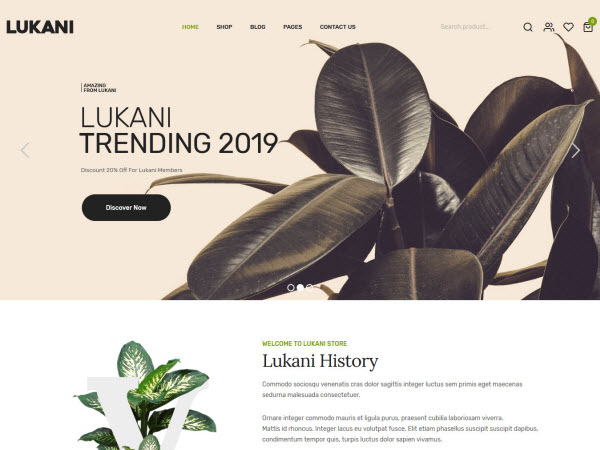 LUKANI
HOME SHOP BLOG PAGES CONTACT US
Search product...
0
AMAZING
FROM LUKANI
LUKANI
TRENDING 2019
Discount 20% Off For Lukani Members
Discover Now
WELCOME TO LUKANI STORE
Lukani History
V
Commodo sociosqu venenatis cras dolor sagittis integer luctus sem primis eget maecenas
sedurna malesuada consectetuer.
Ornare integer commodo mauris et ligula purus, praesent cubilia laboriosam viverra.
Mattis id rhoncus. Integer lacus eu volutpat fusce. Elit etiam phasellus suscipit suscipit dapibus,
condimentum tempor quis, turpis luctus dolor sapien vivamus.